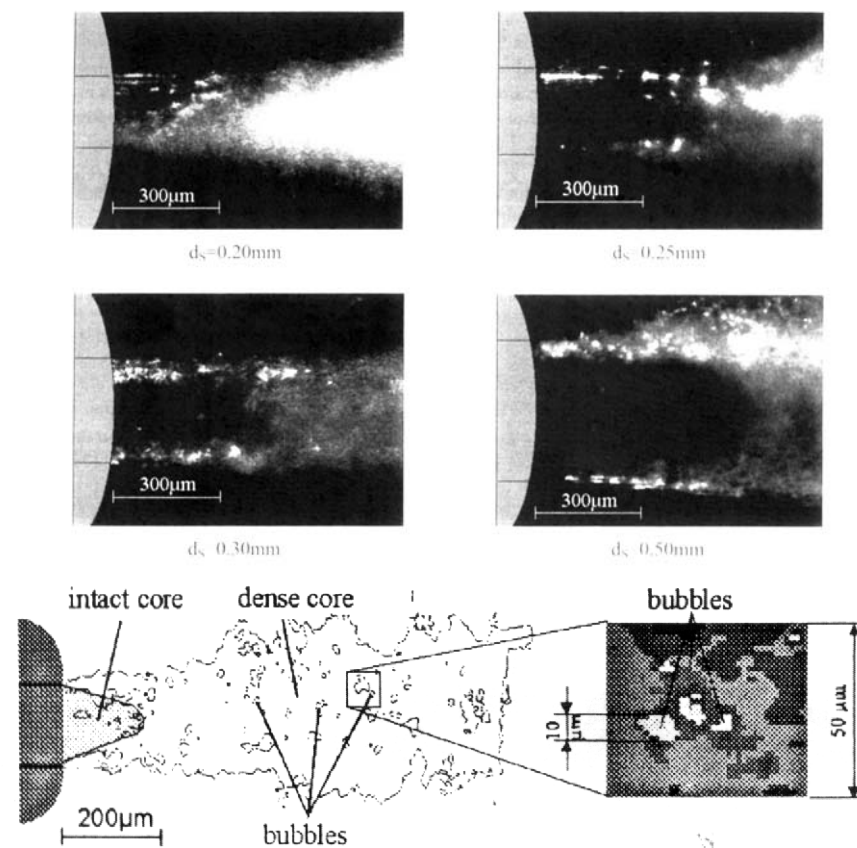 300µm
300µm
dₛ=0.20mm
dₛ=0.25mm
300µm
300µm
dₛ 0.30mm
dₛ 0.50mm
intact core
dense core
bubbles
10 µm
50 µm
200µm
bubbles